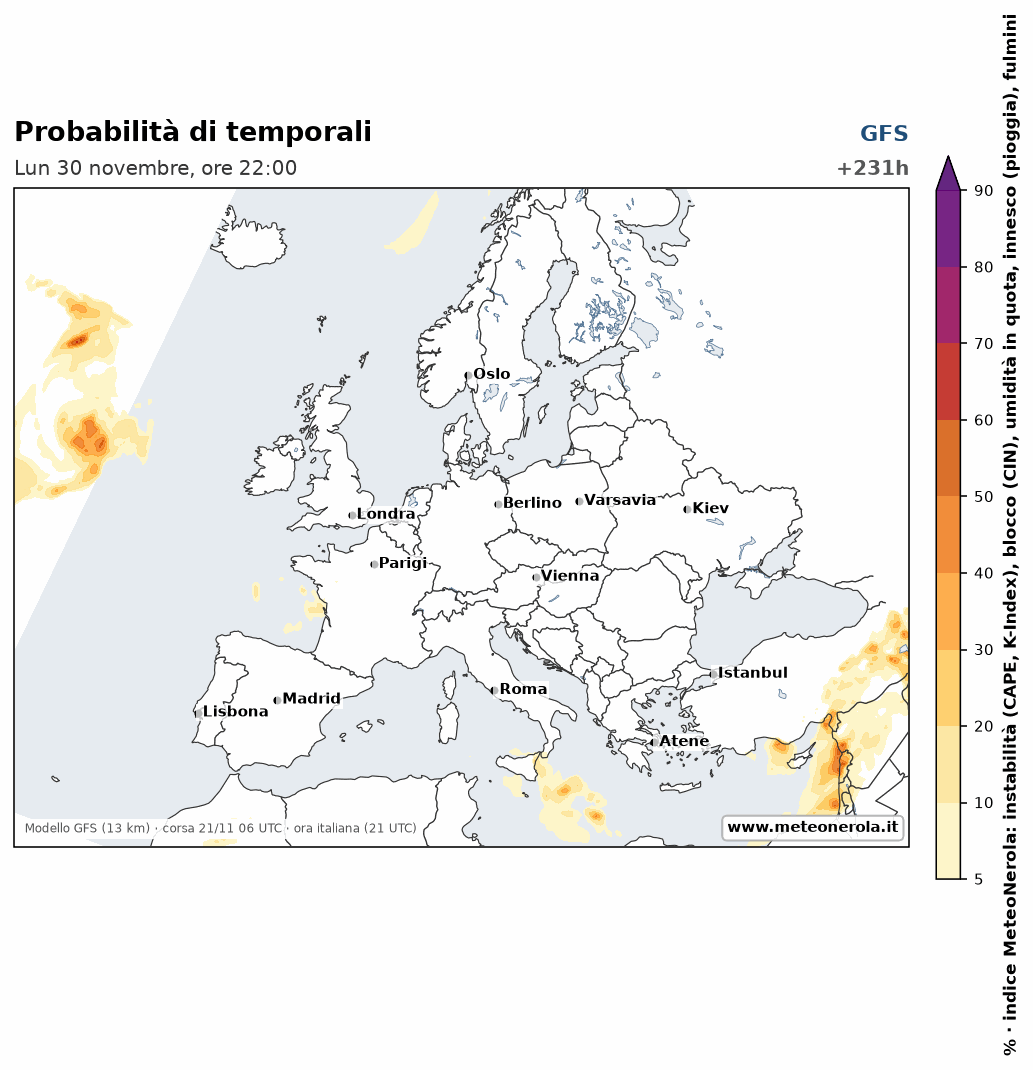 Probabilità di temporali
GFS
Lun 30 novembre, ore 22:00
+231h
Oslo
Londra
Berlino
Varsavia
Kiev
Parigi
Vienna
Istanbul
Roma
Madrid
Lisbona
Atene
Modello GFS (13 km) · corsa 21/11 06 UTC · ora italiana (21 UTC)
www.meteonerola.it
90
80
70
60
50
40
30
20
10
5
% · indice MeteoNerola: instabilità (CAPE, K-Index), blocco (CIN), umidità in quota, innesco (pioggia), fulmini